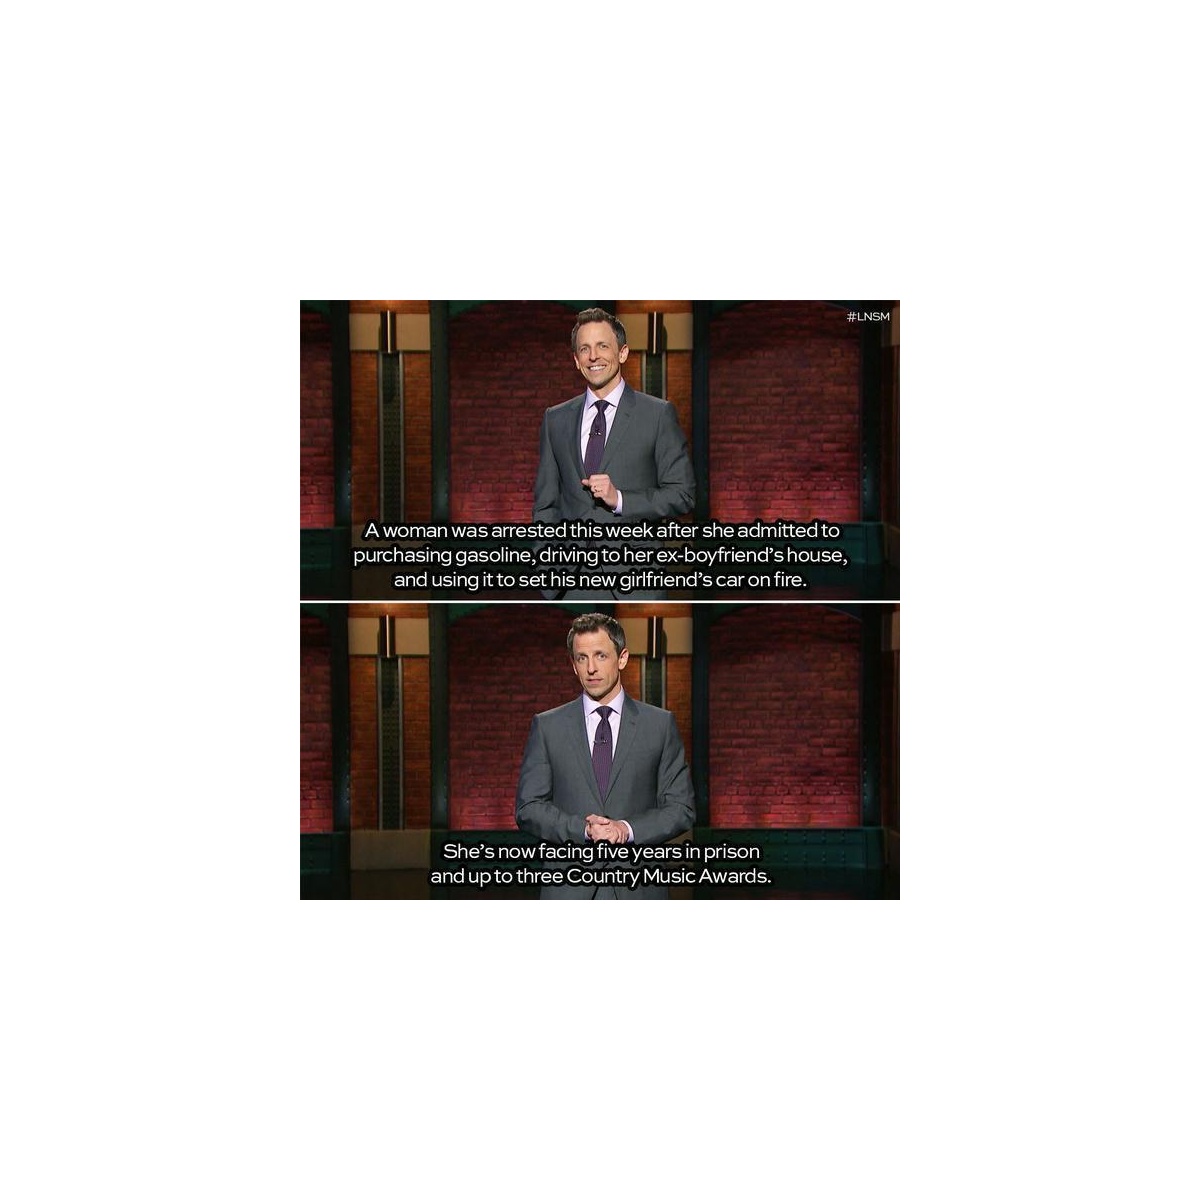 #LNSM
A woman was arrested this week after she admitted to
purchasing gasoline, driving to her ex-boyfriend's house,
and using it to set his new girlfriend's car on fire.
She's now facing five years in prison
and up to three Country Music Awards.